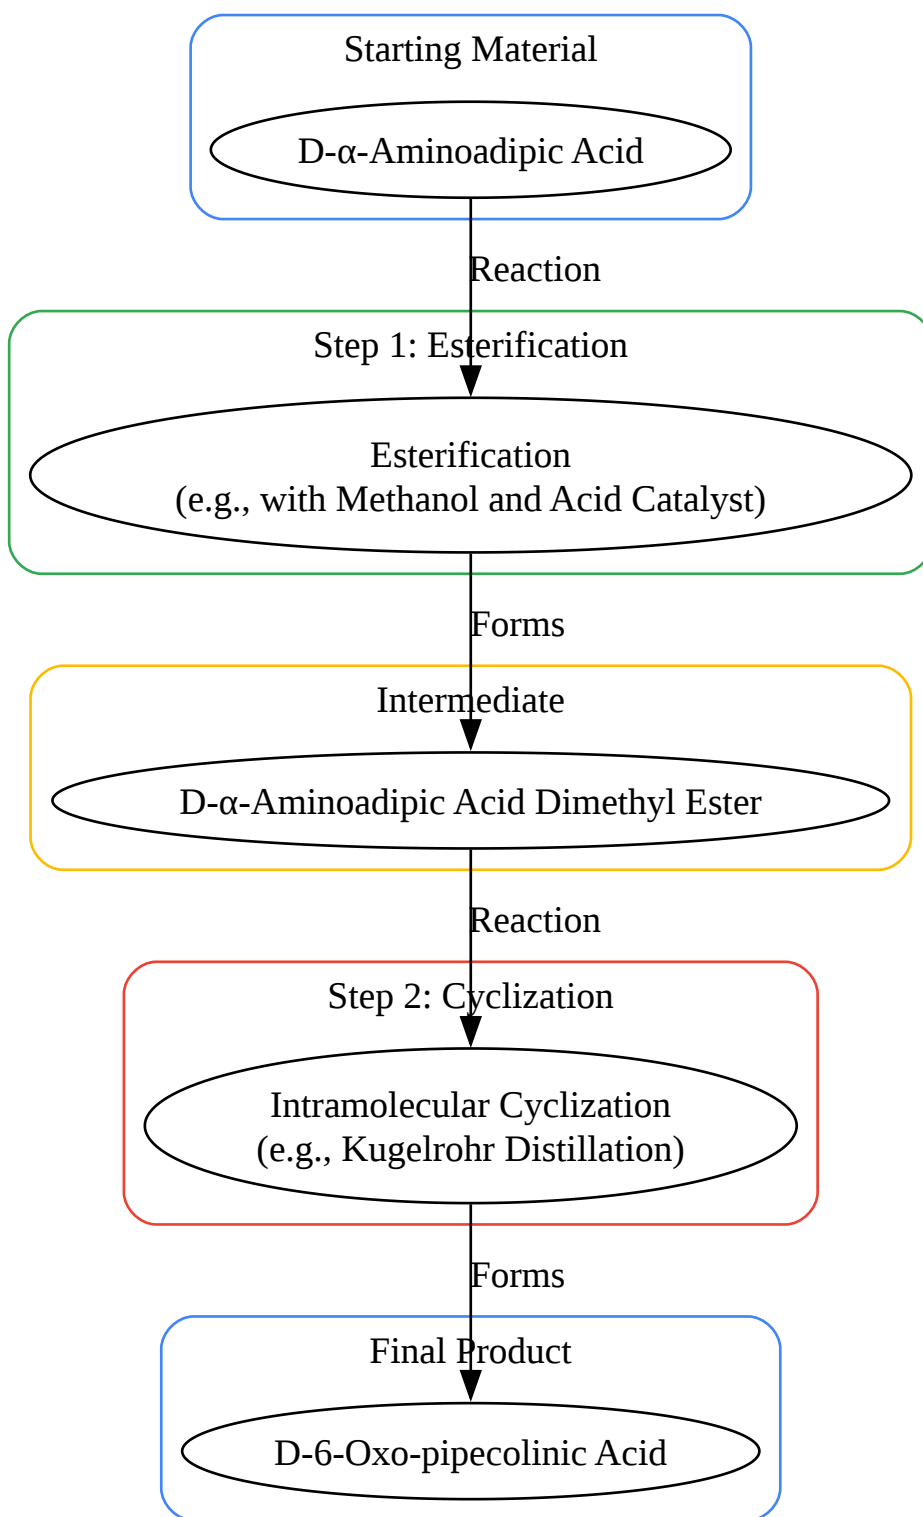 Starting Material
D-α-Aminoadipic Acid
Reaction
Step 1: Esterification
Esterification
(e.g., with Methanol and Acid Catalyst)
Forms
Intermediate
D-α-Aminoadipic Acid Dimethyl Ester
Reaction
Step 2: Cyclization
Intramolecular Cyclization
(e.g., Kugelrohr Distillation)
Forms
Final Product
D-6-Oxo-pipecolinic Acid